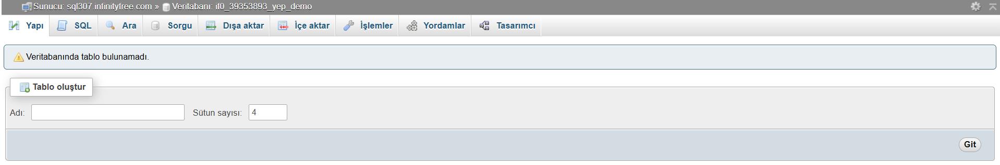 Sunucu: sql307.infinityfree.com » Veritabanı: if0_39353893_yep_demo
Yapı SQL Ara Sorgu Dışa aktar İçe aktar İşlemler Yordamlar Tasarımcı
Veritabanında tablo bulunamadı.
Tablo oluştur
Adı: Sütun sayısı: 4
Git